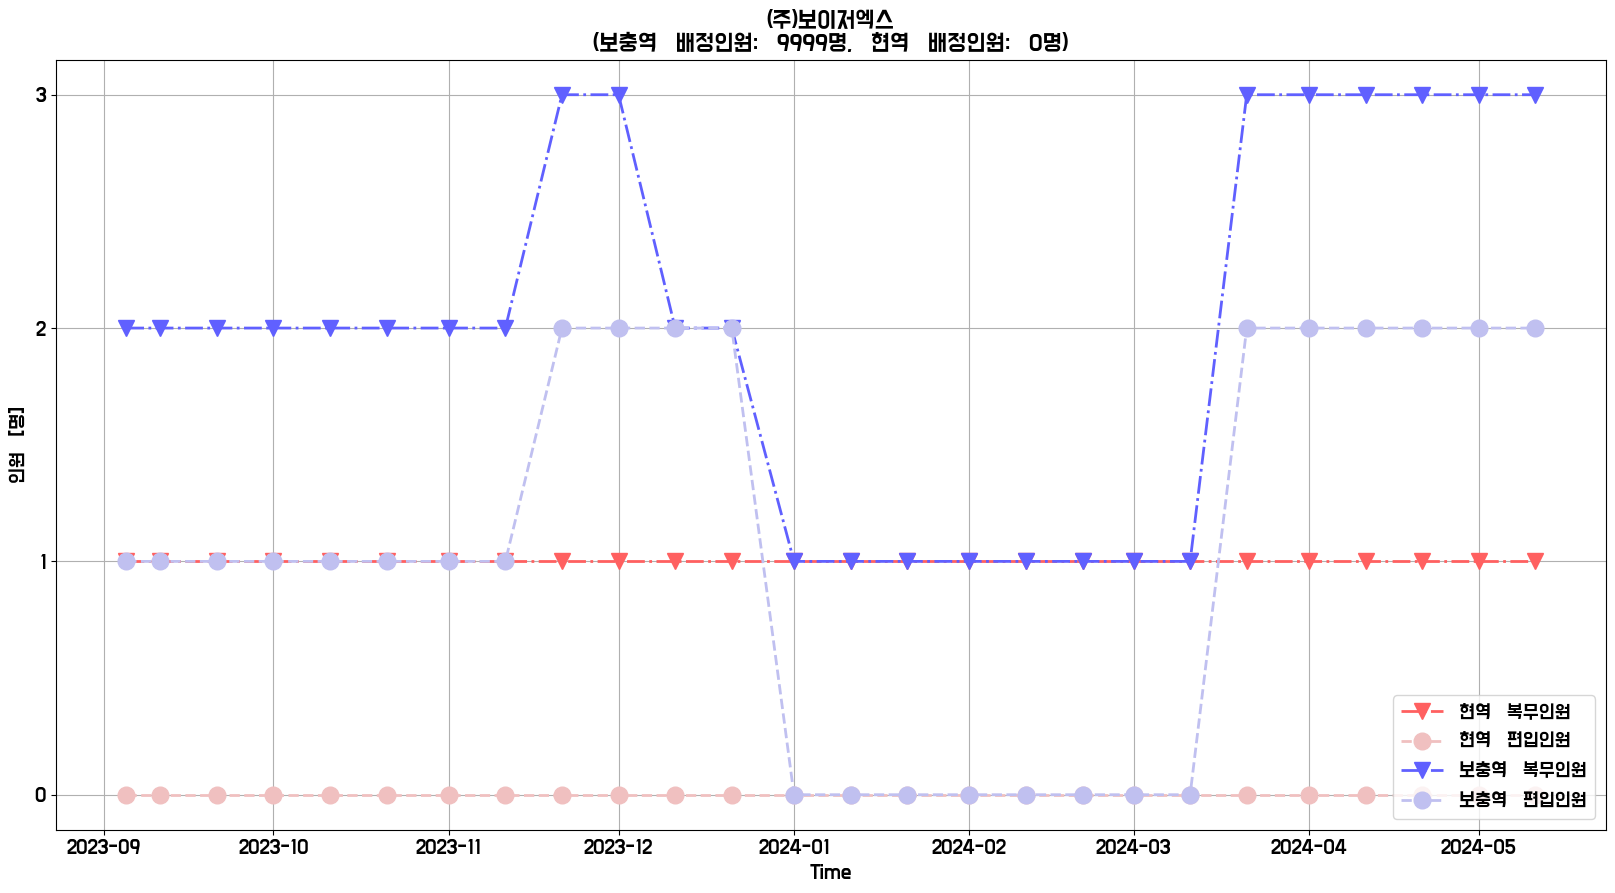 (주)보이저엑스
(보충역 배정인원: 9999명, 현역 배정인원: 0명)
3
2
1
0
인원 [명]
2023-09 2023-10 2023-11 2023-12 2024-01 2024-02 2024-03 2024-04 2024-05
Time
현역 복무인원
현역 편입인원
보충역 복무인원
보충역 편입인원